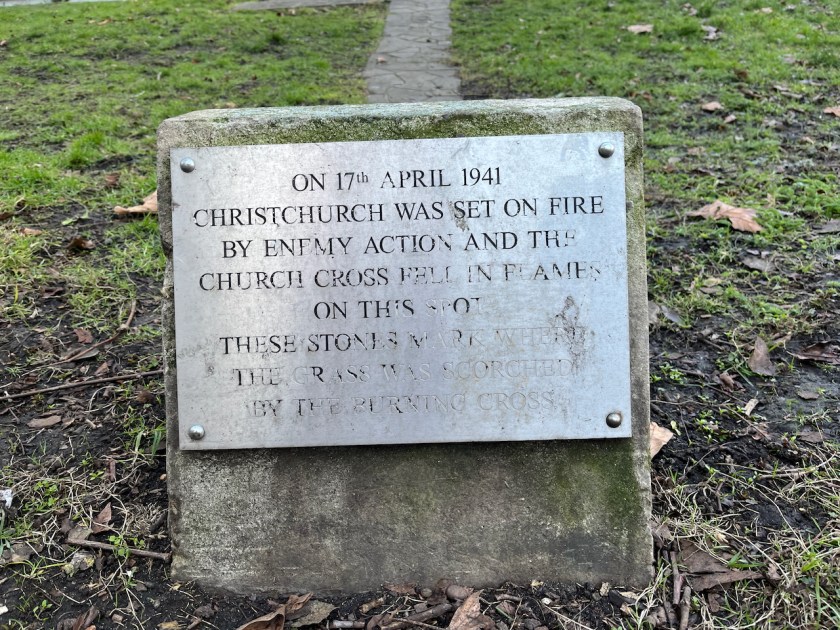 ON 17th APRIL 1941
CHRISTCHURCH WAS SET ON FIRE
BY ENEMY ACTION AND THE
CHURCH CROSS FELL IN FLAMES
ON THIS SPOT
THESE STONES MARK WHERE
THE GRASS WAS SCORCHED
BY THE BURNING CROSS